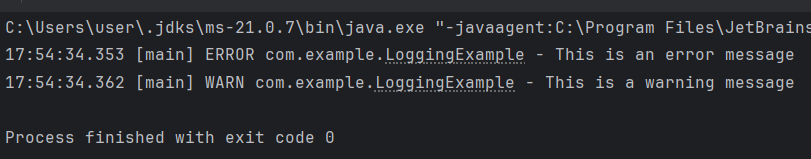 C:\Users\user\.jdks\ms-21.0.7\bin\java.exe "-javaagent:C:\Program Files\JetBrains
17:54:34.353 [main] ERROR com.example.LoggingExample - This is an error message
17:54:34.362 [main] WARN com.example.LoggingExample - This is a warning message
Process finished with exit code 0